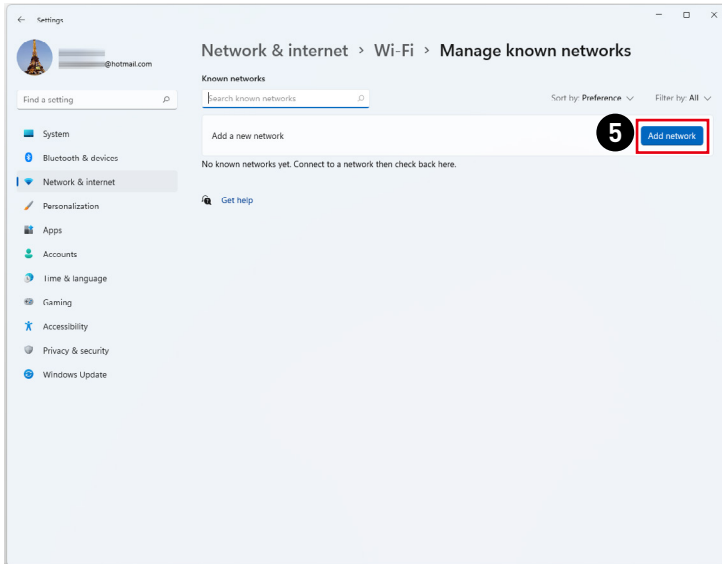 Settings
@hotmail.com
Network & internet > Wi-Fi > Manage known networks
Known networks
Find a setting
Search known networks
Sort by: Preference
Filter by: All
Add a new network
5
Add network
No known networks yet. Connect to a network then check back here.
Get help
System
Bluetooth & devices
Network & internet
Personalization
Apps
Accounts
Time & language
Gaming
Accessibility
Privacy & security
Windows Update